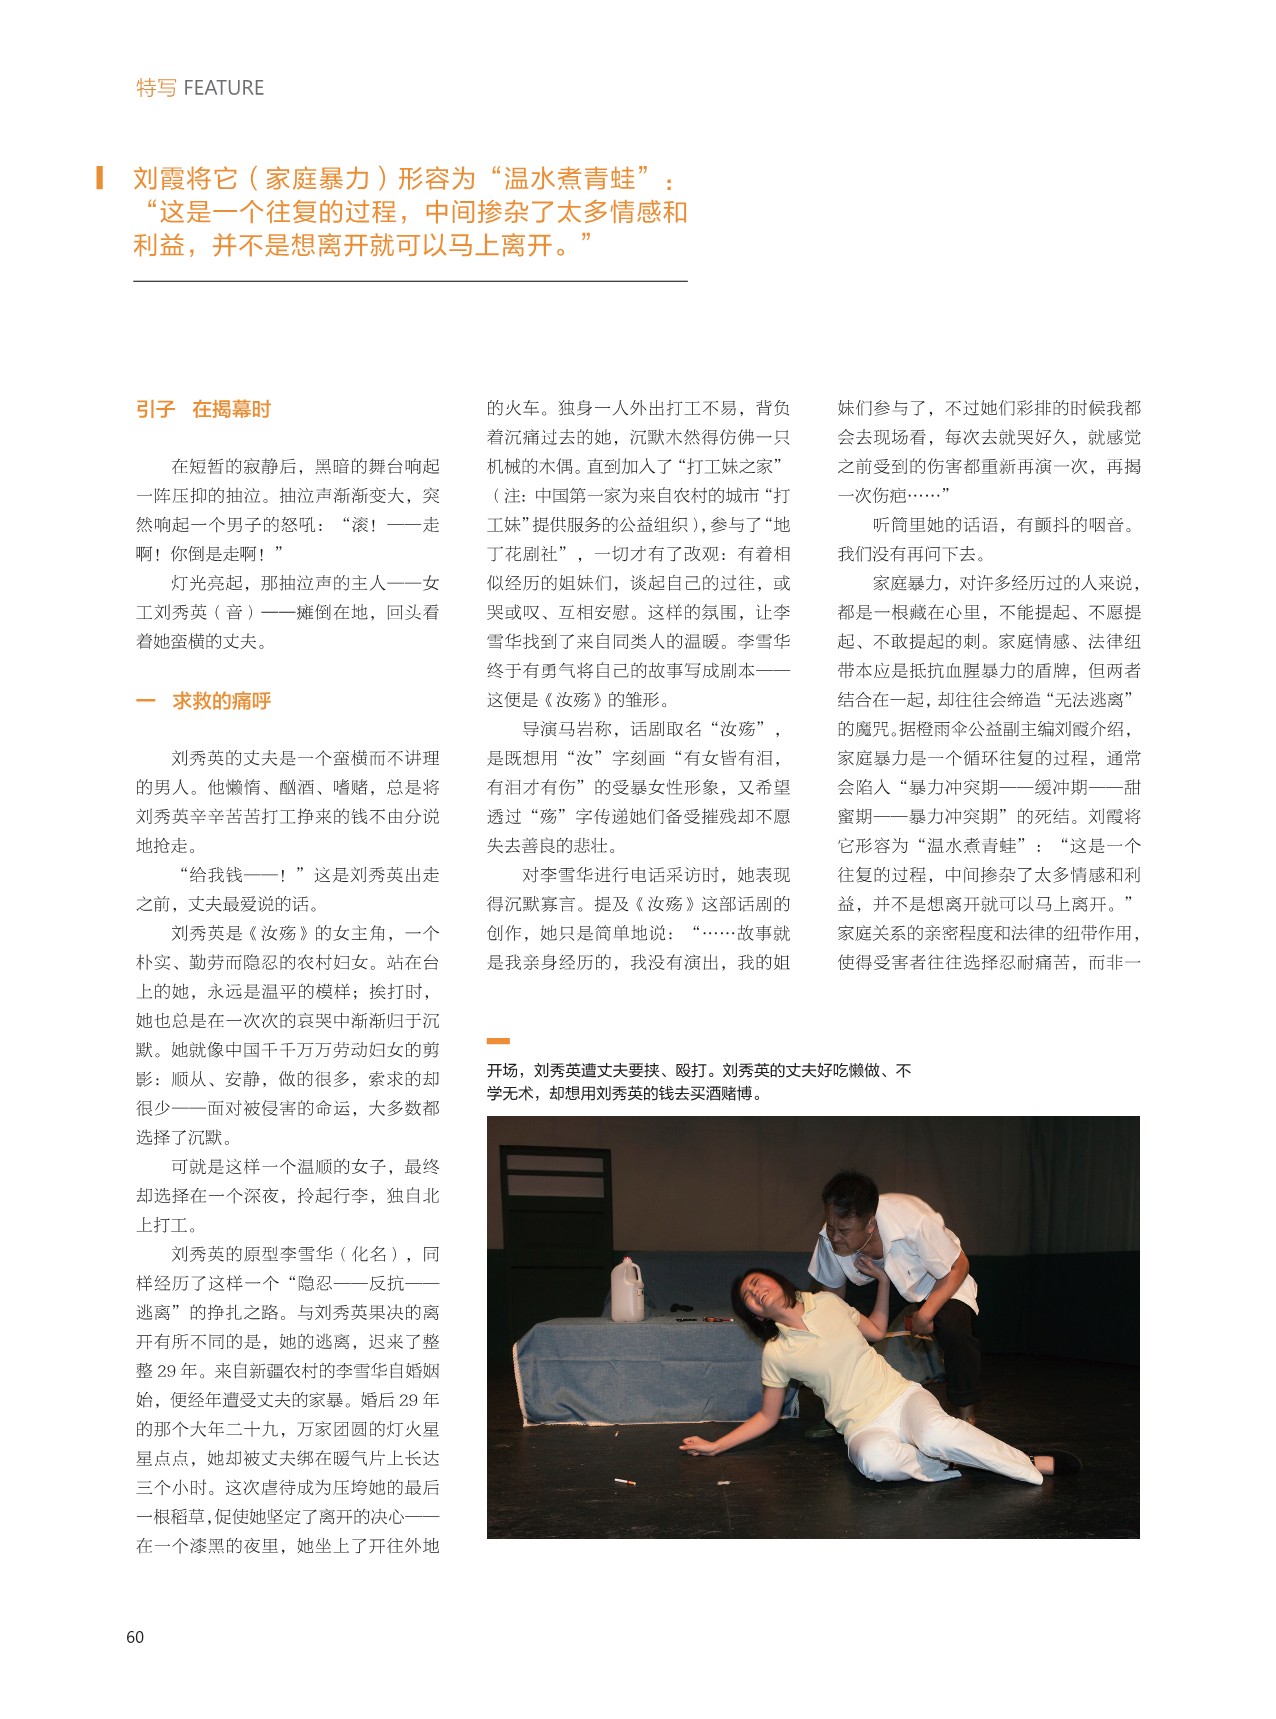 特写 FEATURE
刘霞将它（家庭暴力）形容为“温水煮青蛙”：
“这是一个往复的过程，中间掺杂了太多情感和
利益，并不是想离开就可以马上离开。”
引子 在揭幕时
在短暂的寂静后，黑暗的舞台响起
一阵压抑的抽泣。抽泣声渐渐变大，突
然响起一个男子的怒吼：“滚！——走
啊！你倒是走啊！”
灯光亮起，那抽泣声的主人——女
工刘秀英（音）——瘫倒在地，回头看
着她蛮横的丈夫。
一 求救的痛呼
刘秀英的丈夫是一个蛮横而不讲理
的男人。他懒惰、酗酒、嗜赌，总是将
刘秀英辛辛苦苦打工挣来的钱不由分说
地抢走。
“给我钱——！”这是刘秀英出走
之前，丈夫最爱说的话。
刘秀英是《汝殇》的女主角，一个
朴实、勤劳而隐忍的农村妇女。站在台
上的她，永远是温平的模样；挨打时，
她也总是在一次次的哀哭中渐渐归于沉
默。她就像中国千千万万劳动妇女的剪
影：顺从、安静，做的很多，索求的却
很少——面对被侵害的命运，大多数都
选择了沉默。
可就是这样一个温顺的女子，最终
却选择在一个深夜，拎起行李，独自北
上打工。
刘秀英的原型李雪华（化名），同
样经历了这样一个“隐忍——反抗——
逃离”的挣扎之路。与刘秀英果决的离
开有所不同的是，她的逃离，迟来了整
整 29 年。来自新疆农村的李雪华自婚姻
始，便经年遭受丈夫的家暴。婚后 29 年
的那个大年二十九，万家团圆的灯火星
星点点，她却被丈夫绑在暖气片上长达
三个小时。这次虐待成为压垮她的最后
一根稻草，促使她坚定了离开的决心——
在一个漆黑的夜里，她坐上了开往外地
的火车。独身一人外出打工不易，背负
着沉痛过去的她，沉默木然得仿佛一只
机械的木偶。直到加入了“打工妹之家”
（注：中国第一家为来自农村的城市“打
工妹”提供服务的公益组织），参与了“地
丁花剧社”，一切才有了改观：有着相
似经历的姐妹们，谈起自己的过往，或
哭或叹、互相安慰。这样的氛围，让李
雪华找到了来自同类人的温暖。李雪华
终于有勇气将自己的故事写成剧本——
这便是《汝殇》的雏形。
导演马岩称，话剧取名“汝殇”，
是既想用“汝”字刻画“有女皆有泪，
有泪才有伤”的受暴女性形象，又希望
透过“殇”字传递她们备受摧残却不愿
失去善良的悲壮。
对李雪华进行电话采访时，她表现
得沉默寡言。提及《汝殇》这部话剧的
创作，她只是简单地说：“……故事就
是我亲身经历的，我没有演出，我的姐
妹们参与了，不过她们彩排的时候我都
会去现场看，每次去就哭好久，就感觉
之前受到的伤害都重新再演一次，再揭
一次伤疤……”
听筒里她的话语，有颤抖的咽音。
我们没有再问下去。
家庭暴力，对许多经历过的人来说，
都是一根藏在心里，不能提起、不愿提
起、不敢提起的刺。家庭情感、法律纽
带本应是抵抗血腥暴力的盾牌，但两者
结合在一起，却往往会缔造“无法逃离”
的魔咒。据橙雨伞公益副主编刘霞介绍，
家庭暴力是一个循环往复的过程，通常
会陷入“暴力冲突期——缓冲期——甜
蜜期——暴力冲突期”的死结。刘霞将
它形容为“温水煮青蛙”：“这是一个
往复的过程，中间掺杂了太多情感和利
益，并不是想离开就可以马上离开。”
家庭关系的亲密程度和法律的纽带作用，
使得受害者往往选择忍耐痛苦，而非一
开场，刘秀英遭丈夫要挟、殴打。刘秀英的丈夫好吃懒做、不
学无术，却想用刘秀英的钱去买酒赌博。
60